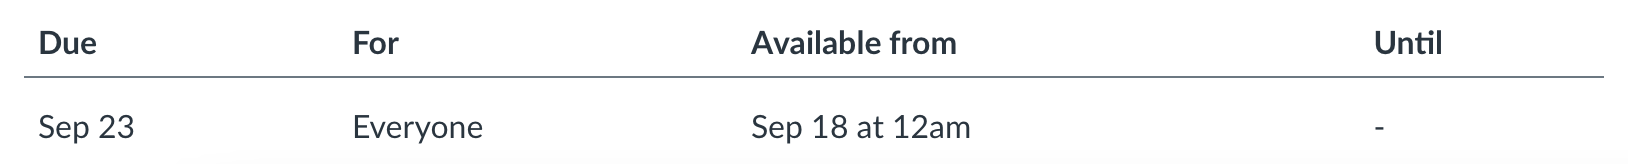 Due For Available from Until
Sep 23 Everyone Sep 18 at 12am -